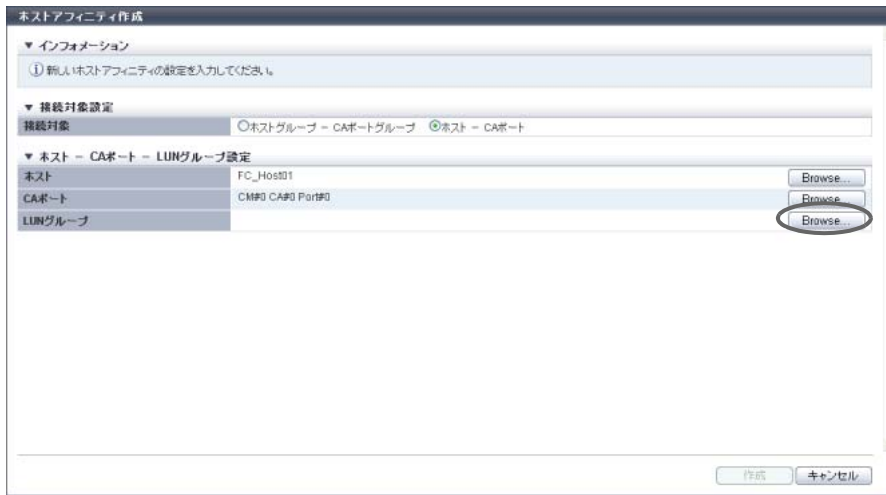 ホストアフィニティ作成
▼ インフォメーション
新しいホストアフィニティの設定を入力してください。
▼ 接続対象設定
接続対象 ホストグループ - CAポートグループ ホスト - CAポート
▼ ホスト - CAポート - LUNグループ設定
ホスト FC_Host01 Browse...
CAポート CM#0 CA#0 Port#0 Browse...
LUNグループ Browse...
作成 キャンセル